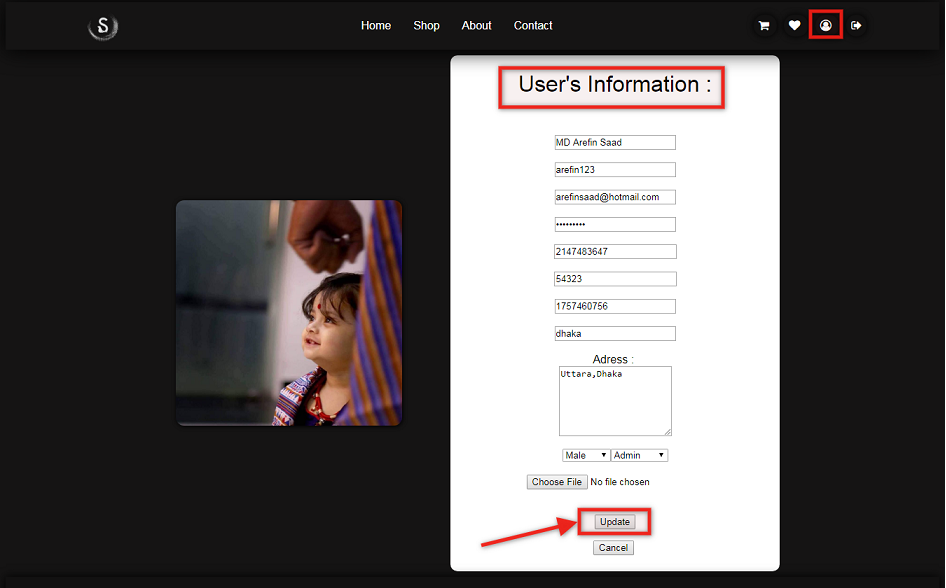 S
Home Shop About Contact
User's Information :
MD Arefin Saad
arefin123
arefinsaad@hotmail.com
•••••••••
2147483647
54323
1757460756
dhaka
Adress :
Uttara,Dhaka
Male Admin
Choose File No file chosen
Update
Cancel